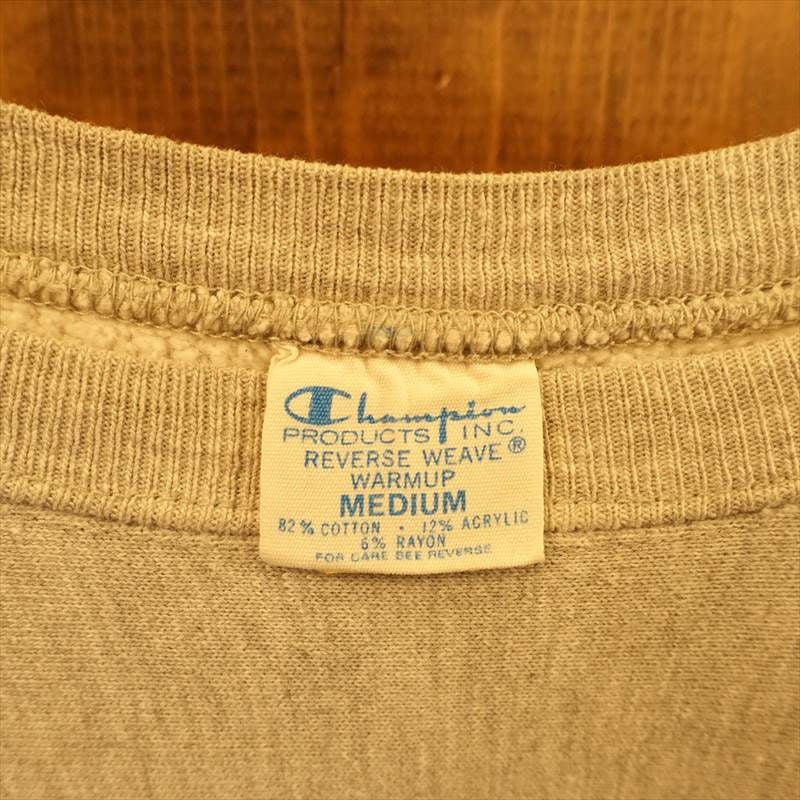 Champion
PRODUCTS INC.
REVERSE WEAVE ®
WARMUP
MEDIUM
82% COTTON · 12% ACRYLIC
6% RAYON
FOR CARE SEE REVERSE